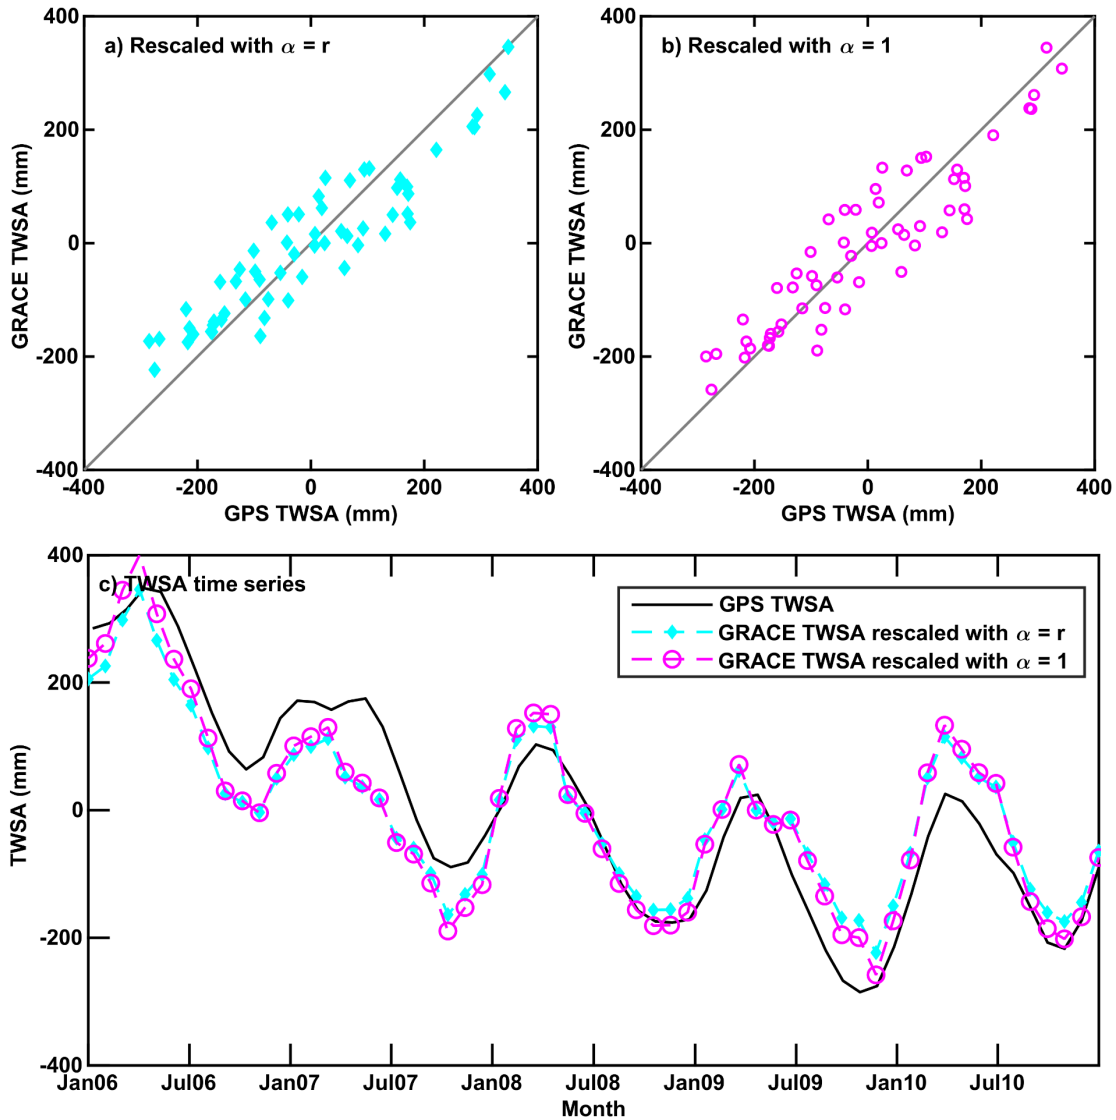 400
200
0
-200
-400
GRACE TWSA (mm)
a) Rescaled with α = r
-400 -200 0 200 400
GPS TWSA (mm)
400
200
0
-200
-400
GRACE TWSA (mm)
b) Rescaled with α = 1
-400 -200 0 200 400
GPS TWSA (mm)
400
200
0
-200
-400
TWSA (mm)
c) TWSA time series
GPS TWSA
GRACE TWSA rescaled with α = r
GRACE TWSA rescaled with α = 1
Jan06 Jul06 Jan07 Jul07 Jan08 Jul08 Jan09 Jul09 Jan10 Jul10
Month